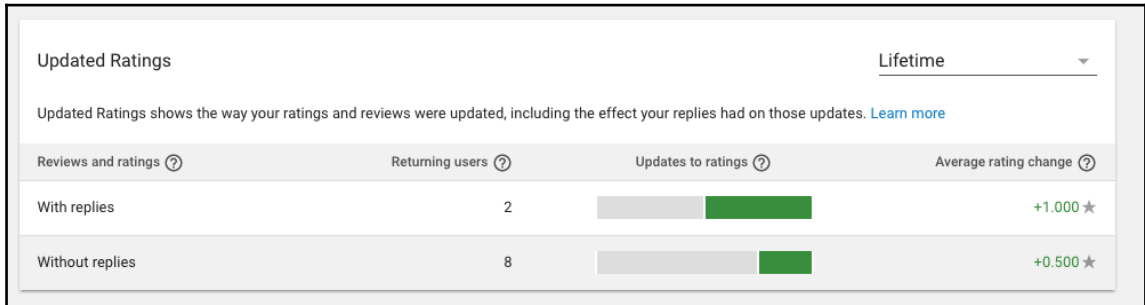 Updated Ratings
Lifetime
Updated Ratings shows the way your ratings and reviews were updated, including the effect your replies had on those updates. Learn more
Reviews and ratings ? Returning users ? Updates to ratings ? Average rating change ?
With replies 2 +1.000 ★
Without replies 8 +0.500 ★